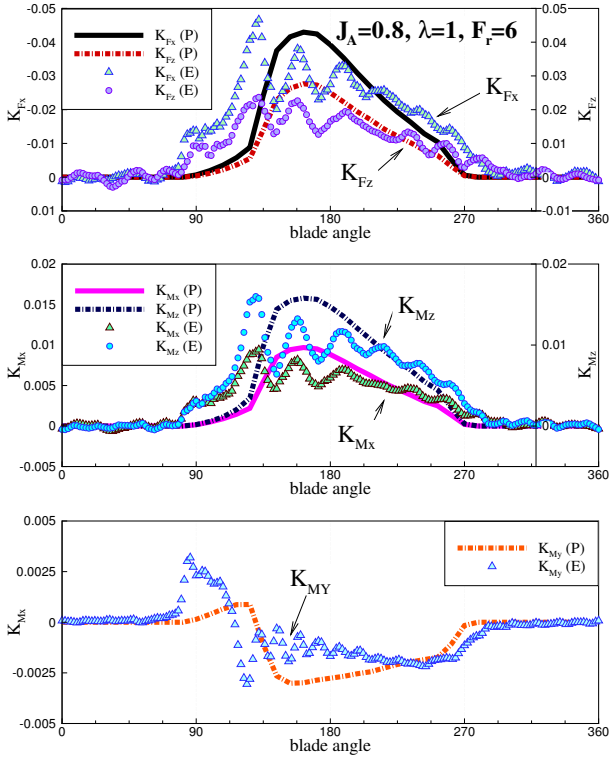 J_A=0.8, λ=1, F_r=6
K_Fx (P)
K_Fz (P)
K_Fx (E)
K_Fz (E)
-0.05
-0.04
-0.03
-0.02
-0.01
0
0.01
K_Fx
0.05
0.04
0.03
0.02
0.01
0
-0.01
K_Fz
K_Fx
K_Fz
0 90 180 270 360
blade angle
K_Mx (P)
K_Mz (P)
K_Mx (E)
K_Mz (E)
0.02
0.015
0.01
0.005
0
-0.005
K_Mx
0.02
0.01
0
K_Mz
K_Mz
K_Mx
0 90 180 270 360
blade angle
K_My (P)
K_My (E)
0.005
0.0025
0
-0.0025
-0.005
K_Mx
K_MY
0 90 180 270 360
blade angle